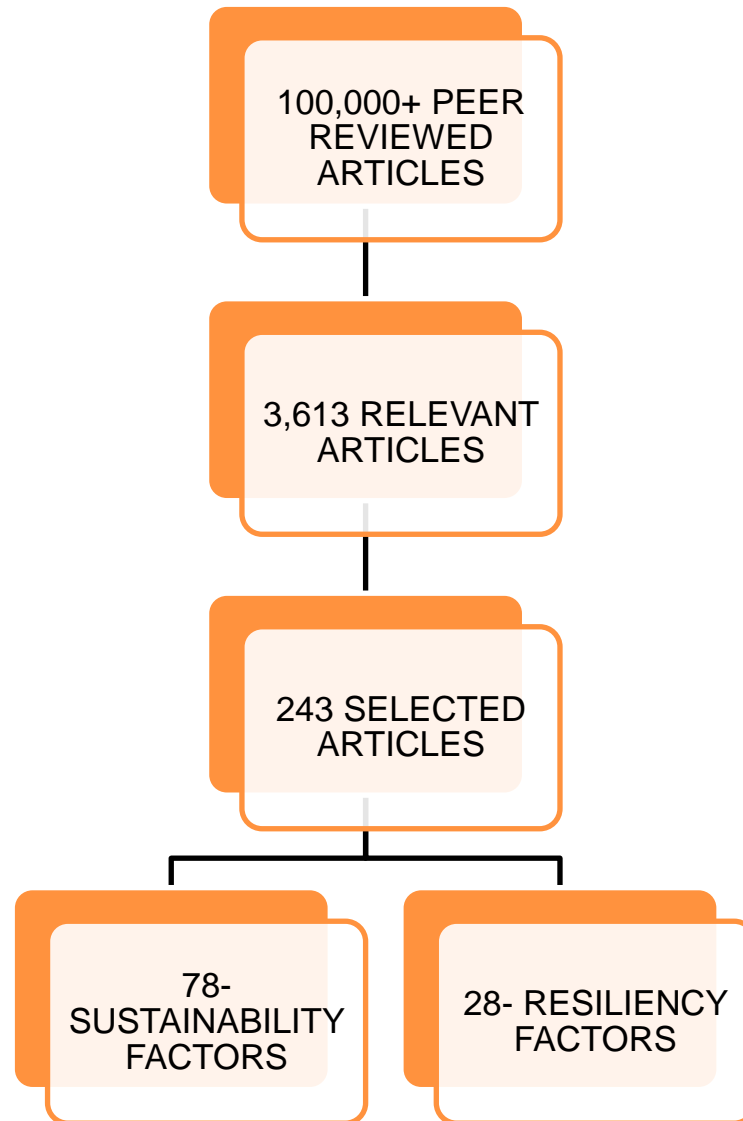 100,000+ PEER
REVIEWED
ARTICLES
3,613 RELEVANT
ARTICLES
243 SELECTED
ARTICLES
78-
SUSTAINABILITY
FACTORS
28- RESILIENCY
FACTORS